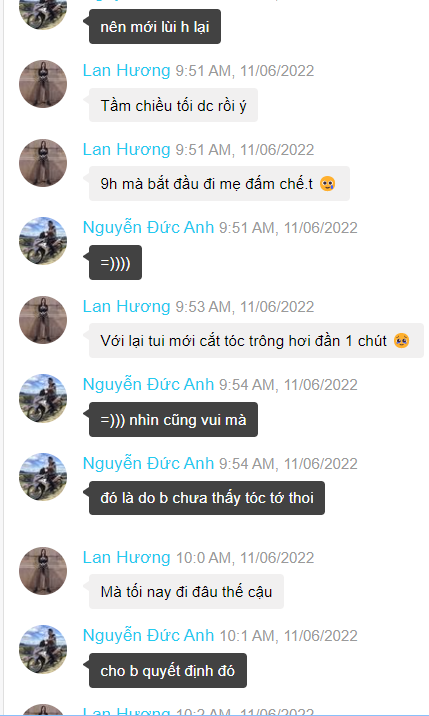 nên mới lùi h lại
Lan Hương 9:51 AM, 11/06/2022
Tầm chiều tối dc rồi ý
Lan Hương 9:51 AM, 11/06/2022
9h mà bắt đầu đi mẹ đấm chế.t 🥲
Nguyễn Đức Anh 9:51 AM, 11/06/2022
=))))
Lan Hương 9:53 AM, 11/06/2022
Với lại tui mới cắt tóc trông hơi đần 1 chút 🥹
Nguyễn Đức Anh 9:54 AM, 11/06/2022
=))) nhìn cũng vui mà
Nguyễn Đức Anh 9:54 AM, 11/06/2022
đó là do b chưa thấy tóc tớ thoi
Lan Hương 10:0 AM, 11/06/2022
Mà tối nay đi đâu thế cậu
Nguyễn Đức Anh 10:1 AM, 11/06/2022
cho b quyết định đó
Lan Hương 10:2 AM, 11/06/2022